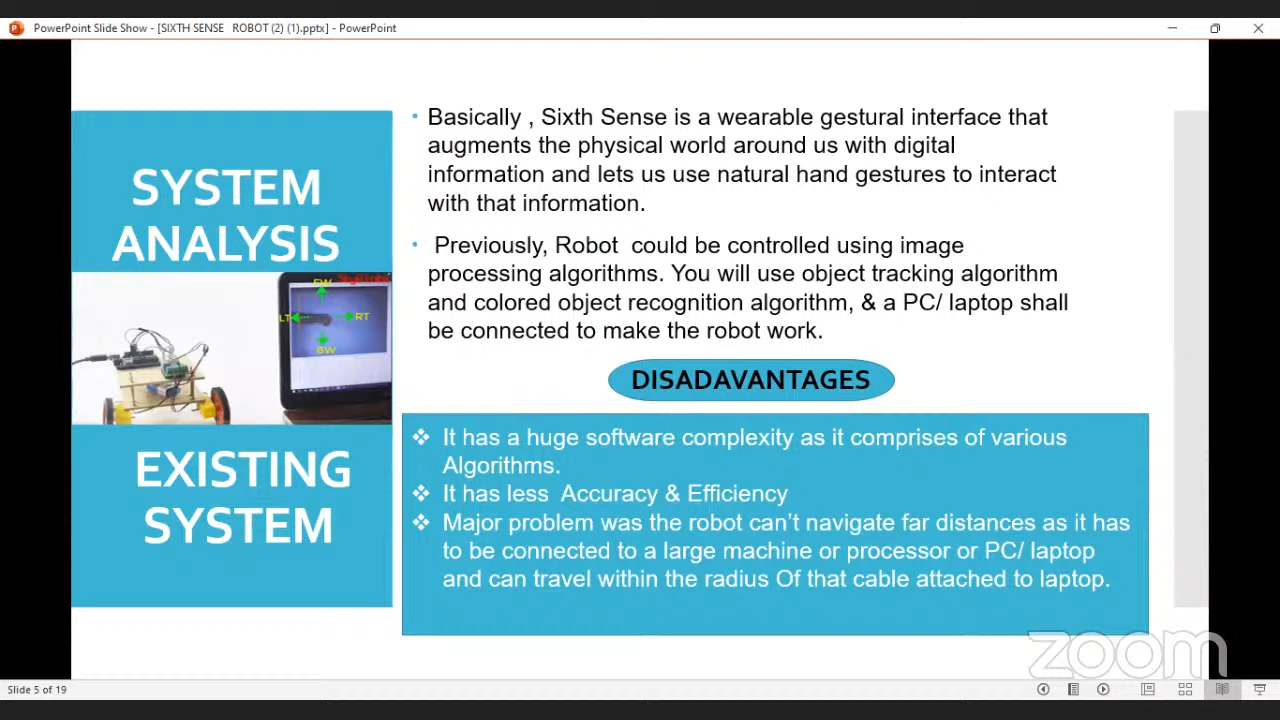 PowerPoint Slide Show - [SIXTH SENSE ROBOT (2) (1).pptx] - PowerPoint
SYSTEM
ANALYSIS
FW
LT
RT
BW
EXISTING
SYSTEM
• Basically , Sixth Sense is a wearable gestural interface that
augments the physical world around us with digital
information and lets us use natural hand gestures to interact
with that information.
• Previously, Robot could be controlled using image
processing algorithms. You will use object tracking algorithm
and colored object recognition algorithm, & a PC/ laptop shall
be connected to make the robot work.
DISADAVANTAGES
❖ It has a huge software complexity as it comprises of various
Algorithms.
❖ It has less Accuracy & Efficiency
❖ Major problem was the robot can’t navigate far distances as it has
to be connected to a large machine or processor or PC/ laptop
and can travel within the radius Of that cable attached to laptop.
zoom
Slide 5 of 19